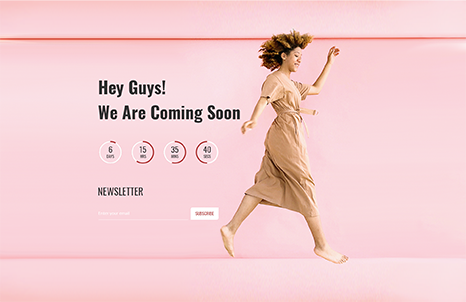 Hey Guys!
We Are Coming Soon
6 15 35 40
DAYS HRS MINS SECS
NEWSLETTER
Enter your email SUBSCRIBE